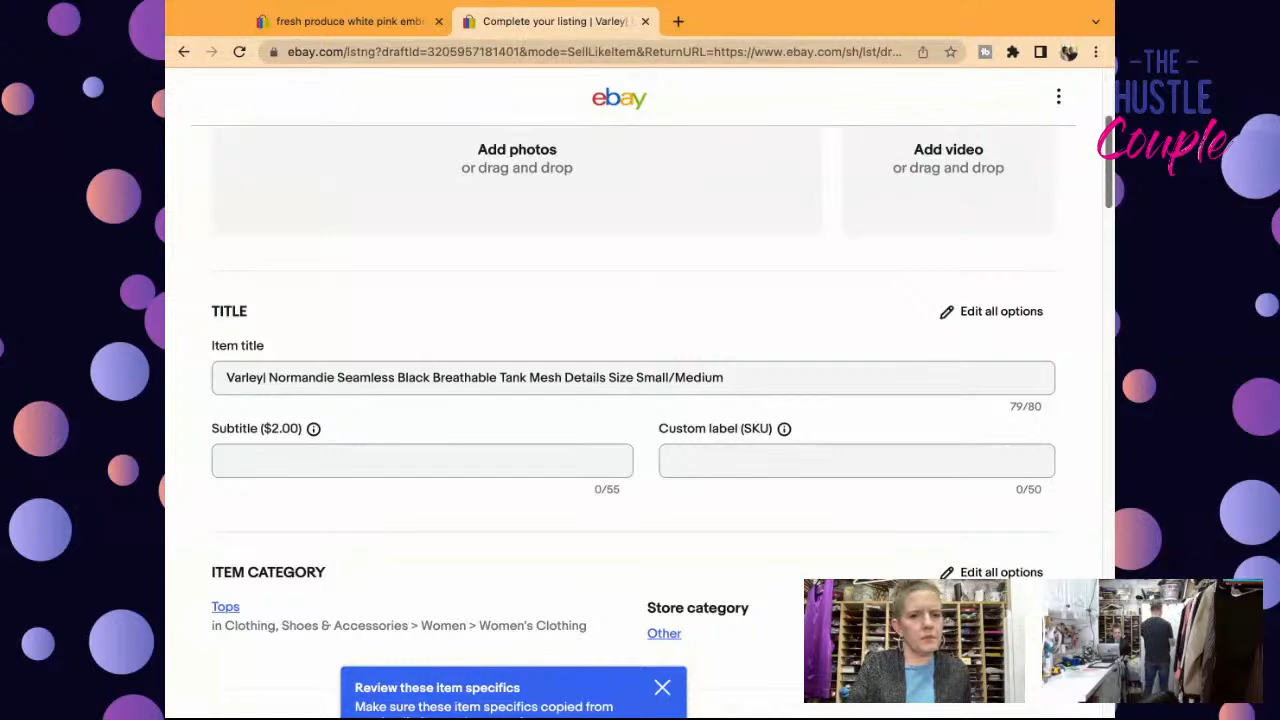 fresh produce white pink emb
Complete your listing | Varley|
ebay.com/lstng?draftId=3205957181401&mode=SellLikeItem&ReturnURL=https://www.ebay.com/sh/lst/dr...
-THE-
HUSTLE
Couple
ebay
Add photos
or drag and drop
Add video
or drag and drop
TITLE
Edit all options
Item title
Varley| Normandie Seamless Black Breathable Tank Mesh Details Size Small/Medium
79/80
Subtitle ($2.00)
Custom label (SKU)
0/55
0/50
ITEM CATEGORY
Edit all options
Tops
in Clothing, Shoes & Accessories > Women > Women's Clothing
Store category
Other
Review these item specifics
Make sure these item specifics copied from